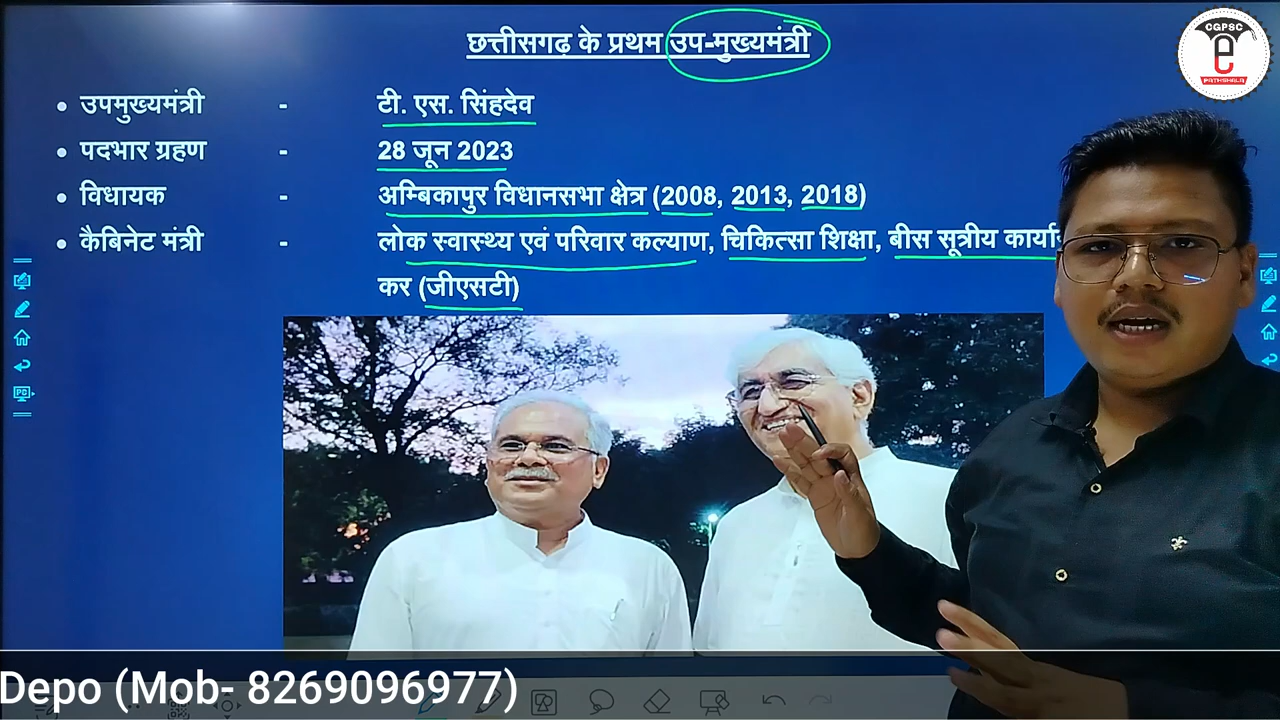 छत्तीसगढ के प्रथम उप-मुख्यमंत्री
CGPSC
e
PATHSHALA
• उपमुख्यमंत्री - टी. एस. सिंहदेव
• पदभार ग्रहण - 28 जून 2023
• विधायक - अम्बिकापुर विधानसभा क्षेत्र (2008, 2013, 2018)
• कैबिनेट मंत्री - लोक स्वास्थ्य एवं परिवार कल्याण, चिकित्सा शिक्षा, बीस सूत्रीय
कर (जीएसटी)
PC
Depo (Mob- 8269096977)